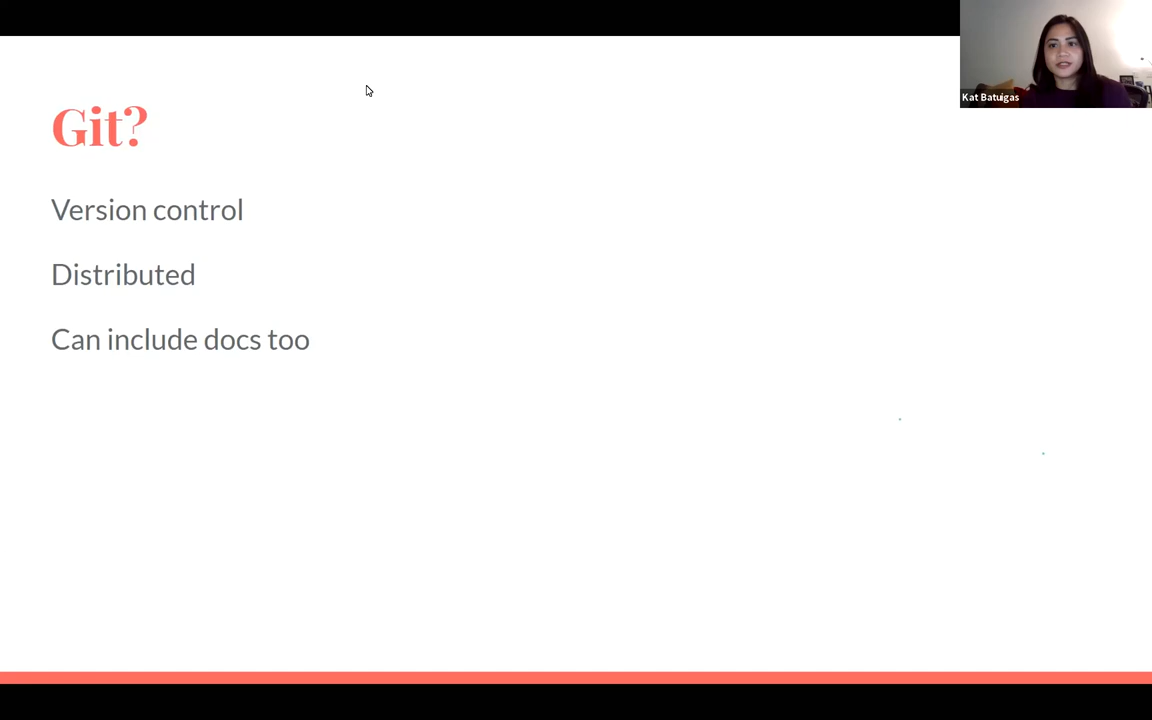 Git?
Version control
Distributed
Can include docs too
Kat Batuigas